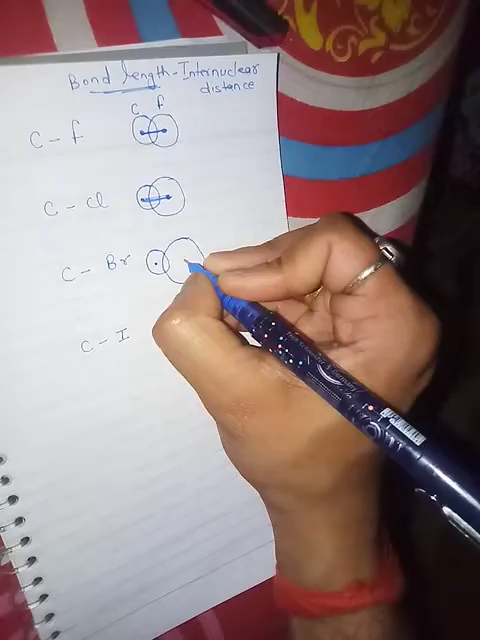 Bond length - Internuclear
distance
C f
C - f
C - Cl
C - Br
C - I